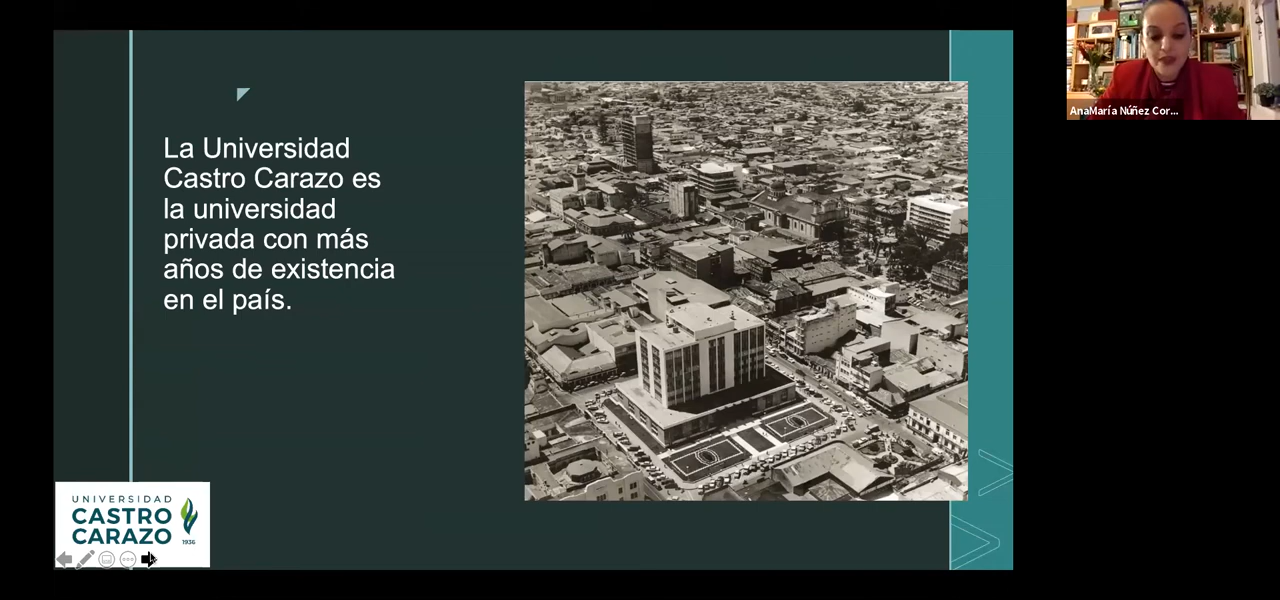 La Universidad
Castro Carazo es
la universidad
privada con más
años de existencia
en el país.
UNIVERSIDAD
CASTRO
CARAZO
1936
AnaMaría Núñez Cor...